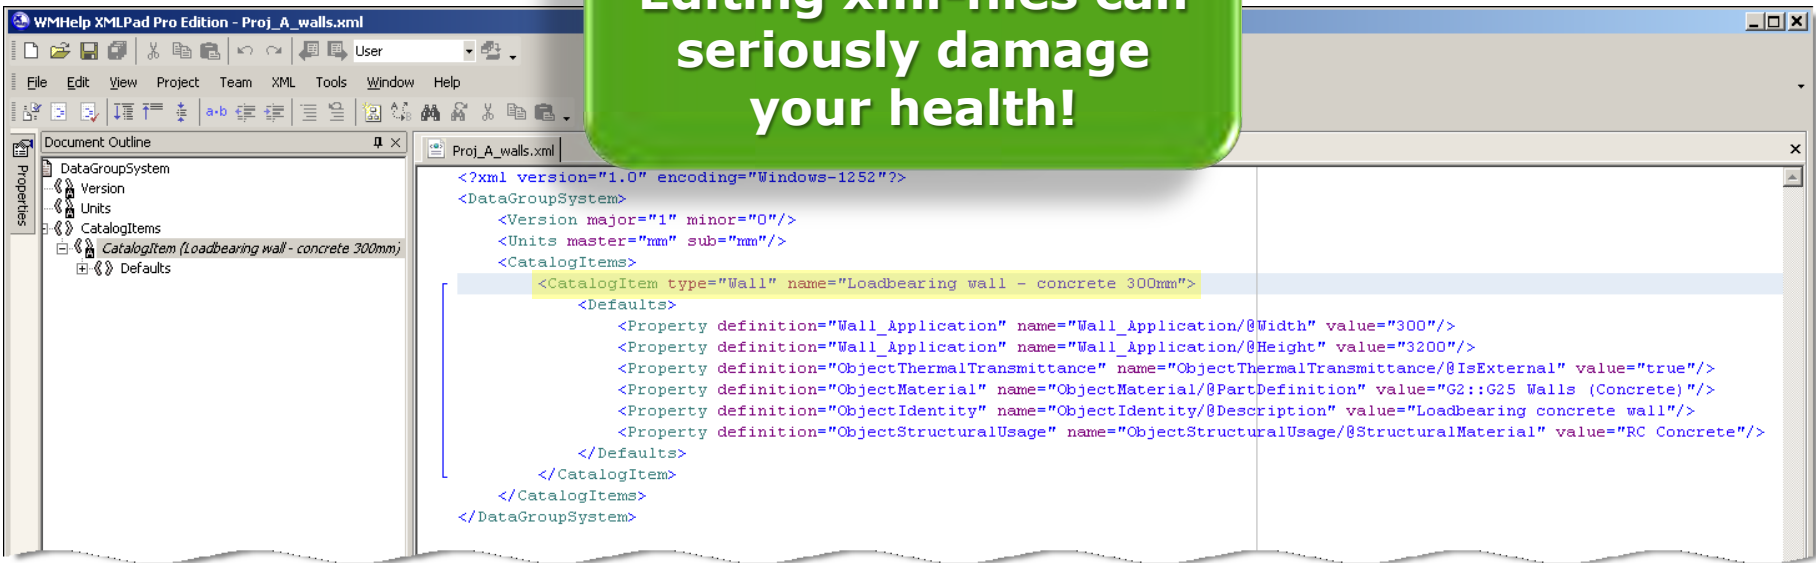 WMHelp XMLPad Pro Edition - Proj_A_walls.xml
Editing xml-files can
seriously damage
your health!
User
File Edit View Project Team XML Tools Window Help
a•b
Document Outline
Properties
DataGroupSystem
Version
Units
CatalogItems
CatalogItem (Loadbearing wall - concrete 300mm)
Defaults
Proj_A_walls.xml
<?xml version="1.0" encoding="Windows-1252"?>
<DataGroupSystem>
<Version major="1" minor="0"/>
<Units master="mm" sub="mm"/>
<CatalogItems>
<CatalogItem type="Wall" name="Loadbearing wall - concrete 300mm">
<Defaults>
<Property definition="Wall_Application" name="Wall_Application/@Width" value="300"/>
<Property definition="Wall_Application" name="Wall_Application/@Height" value="3200"/>
<Property definition="ObjectThermalTransmittance" name="ObjectThermalTransmittance/@IsExternal" value="true"/>
<Property definition="ObjectMaterial" name="ObjectMaterial/@PartDefinition" value="G2::G25 Walls (Concrete)"/>
<Property definition="ObjectIdentity" name="ObjectIdentity/@Description" value="Loadbearing concrete wall"/>
<Property definition="ObjectStructuralUsage" name="ObjectStructuralUsage/@StructuralMaterial" value="RC Concrete"/>
</Defaults>
</CatalogItem>
</CatalogItems>
</DataGroupSystem>